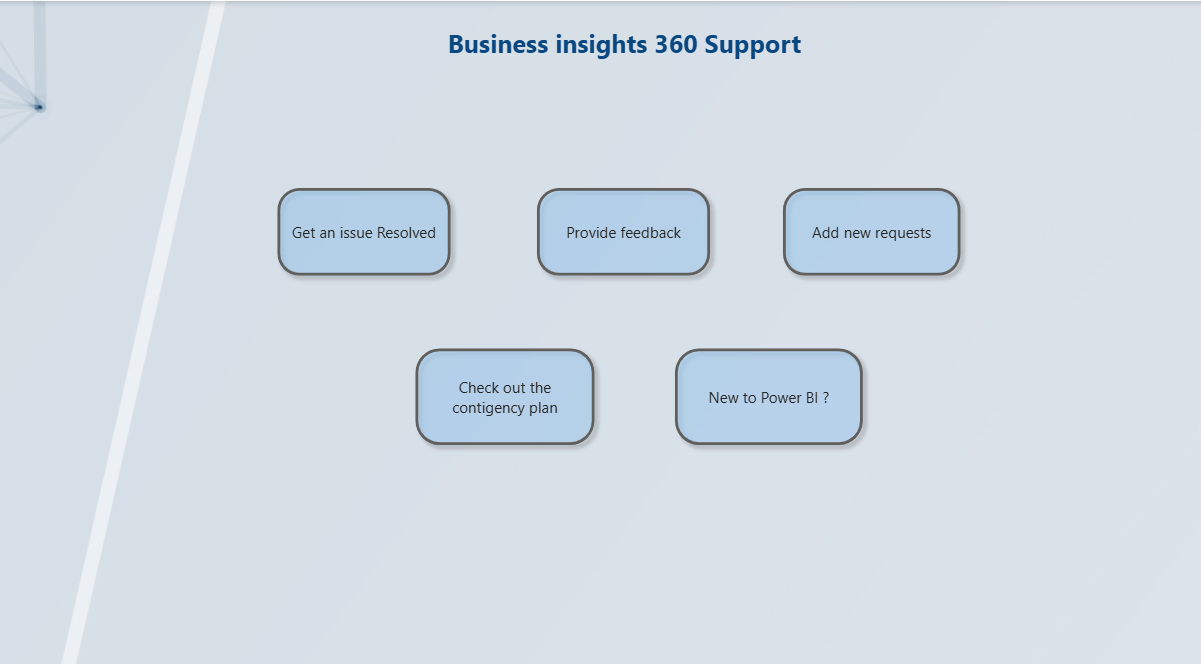 Business insights 360 Support
Get an issue Resolved
Provide feedback
Add new requests
Check out the
contigency plan
New to Power BI ?